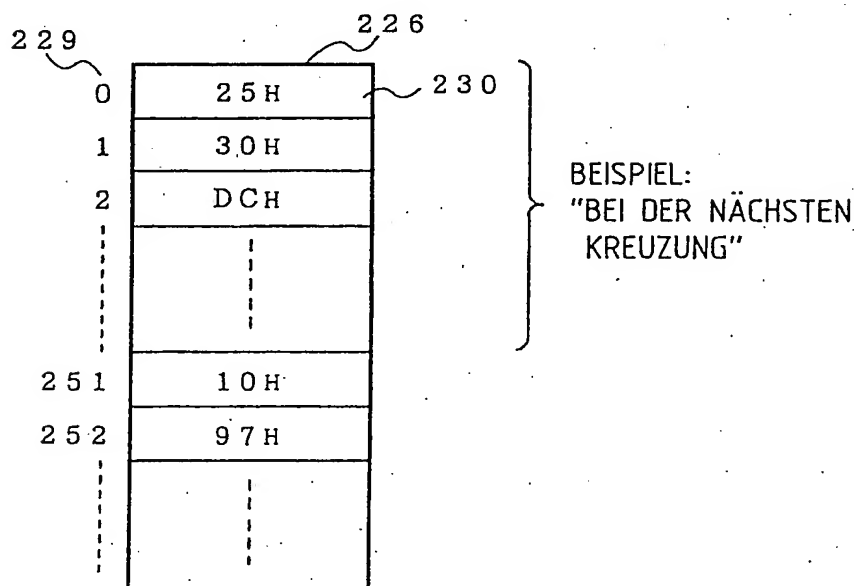 226
229
0 25H 230
1 30H
2 DCH
BEISPIEL:
"BEI DER NÄCHSTEN
KREUZUNG"
251 10H
252 97H